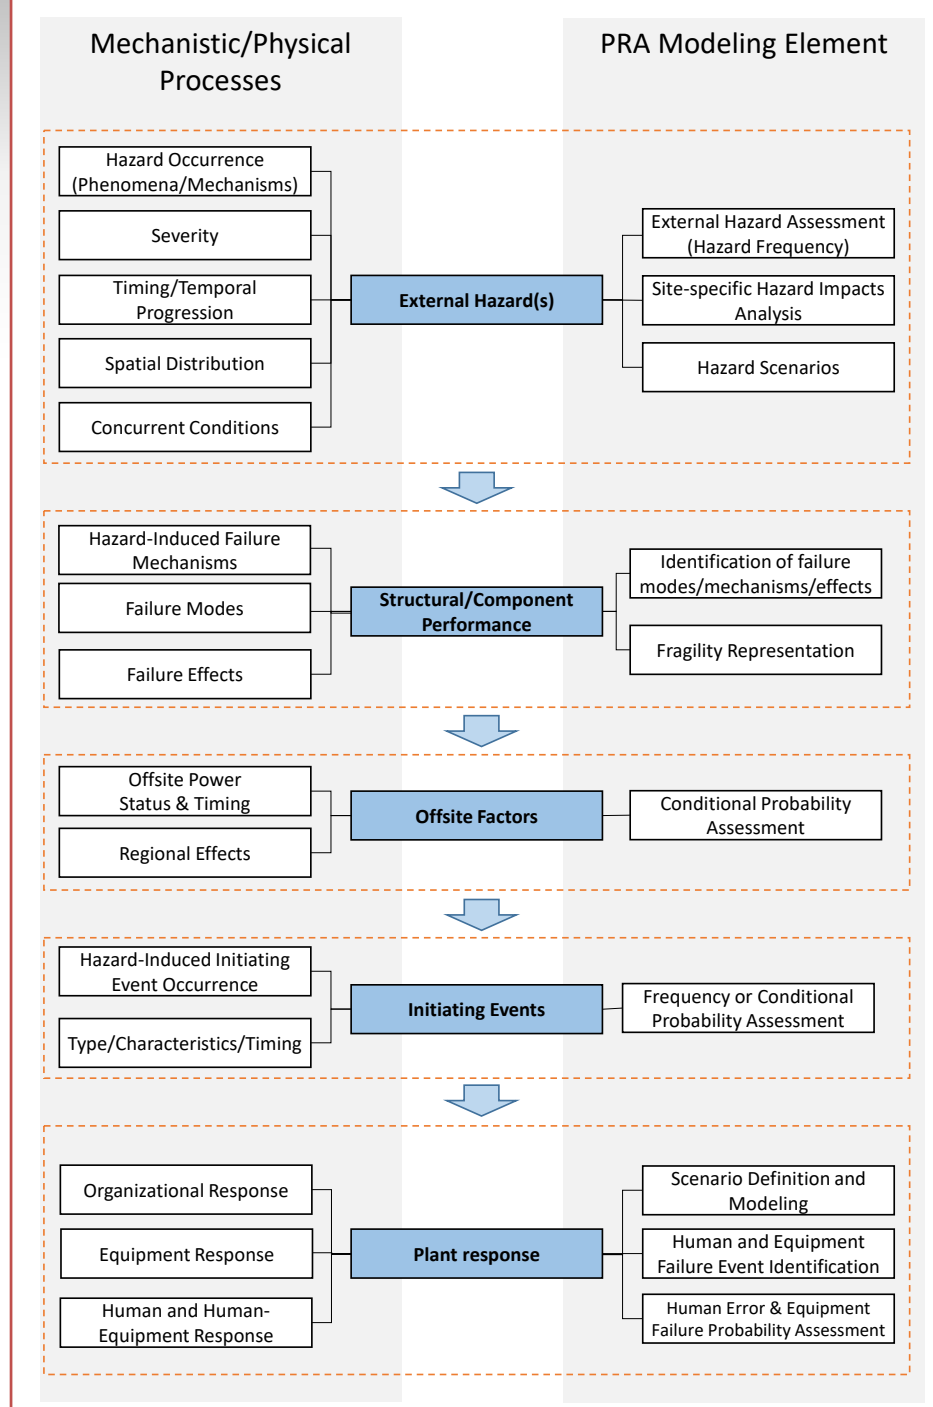 Mechanistic/Physical
Processes
PRA Modeling Element
Hazard Occurrence
(Phenomena/Mechanisms)
Severity
Timing/Temporal
Progression
Spatial Distribution
Concurrent Conditions
External Hazard(s)
External Hazard Assessment
(Hazard Frequency)
Site-specific Hazard Impacts
Analysis
Hazard Scenarios
Hazard-Induced Failure
Mechanisms
Failure Modes
Failure Effects
Structural/Component
Performance
Identification of failure
modes/mechanisms/effects
Fragility Representation
Offsite Power
Status & Timing
Regional Effects
Offsite Factors
Conditional Probability
Assessment
Hazard-Induced Initiating
Event Occurrence
Type/Characteristics/Timing
Initiating Events
Frequency or Conditional
Probability Assessment
Organizational Response
Equipment Response
Human and Human-
Equipment Response
Plant response
Scenario Definition and
Modeling
Human and Equipment
Failure Event Identification
Human Error & Equipment
Failure Probability Assessment